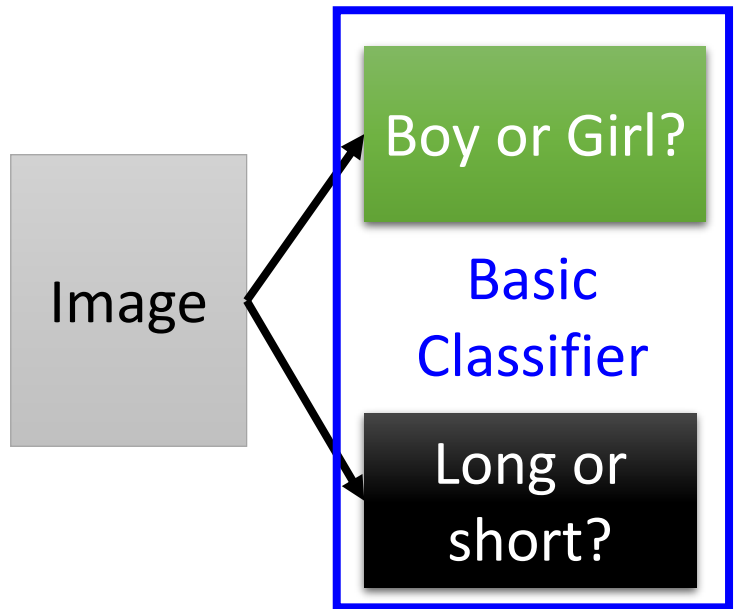 Image
Boy or Girl?
Basic
Classifier
Long or
short?